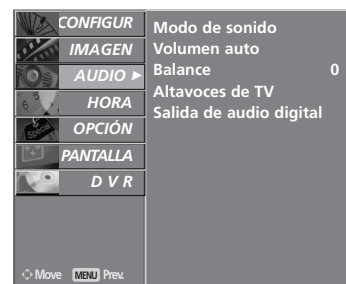 CONFIGUR
IMAGEN
AUDIO ►
HORA
OPCIÓN
PANTALLA
D V R
Modo de sonido
Volumen auto
Balance 0
Altavoces de TV
Salida de audio digital
Move MENU Prev.